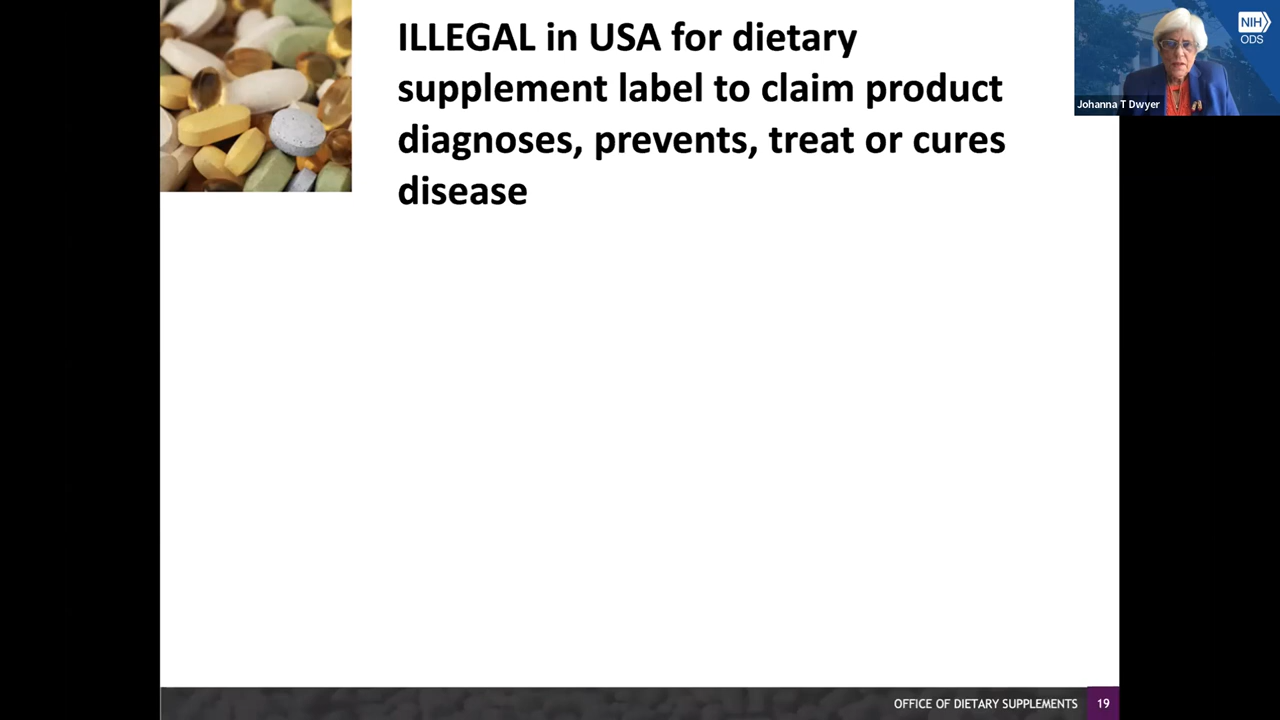 ILLEGAL in USA for dietary
supplement label to claim product
diagnoses, prevents, treat or cures
disease
NIH
ODS
Johanna T Dwyer
OFFICE OF DIETARY SUPPLEMENTS 19